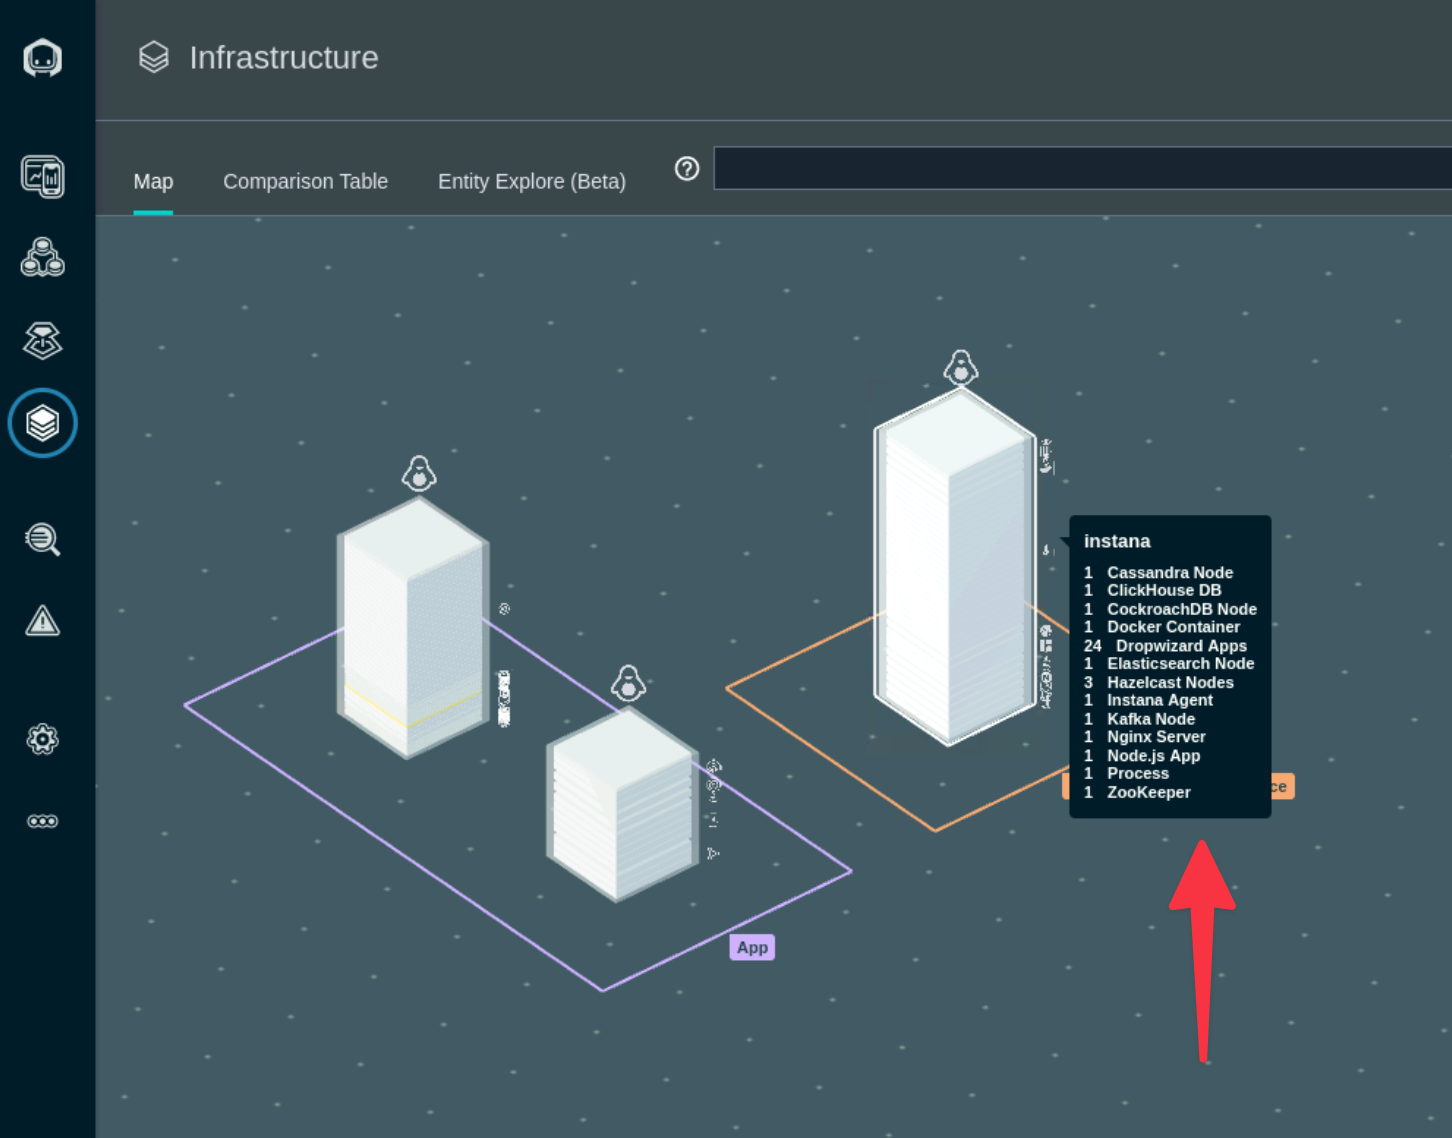 Infrastructure
Map
Comparison Table
Entity Explore (Beta)
?
instana
1 Cassandra Node
1 ClickHouse DB
1 CockroachDB Node
1 Docker Container
24 Dropwizard Apps
1 Elasticsearch Node
3 Hazelcast Nodes
1 Instana Agent
1 Kafka Node
1 Nginx Server
1 Node.js App
1 Process
1 ZooKeeper
App